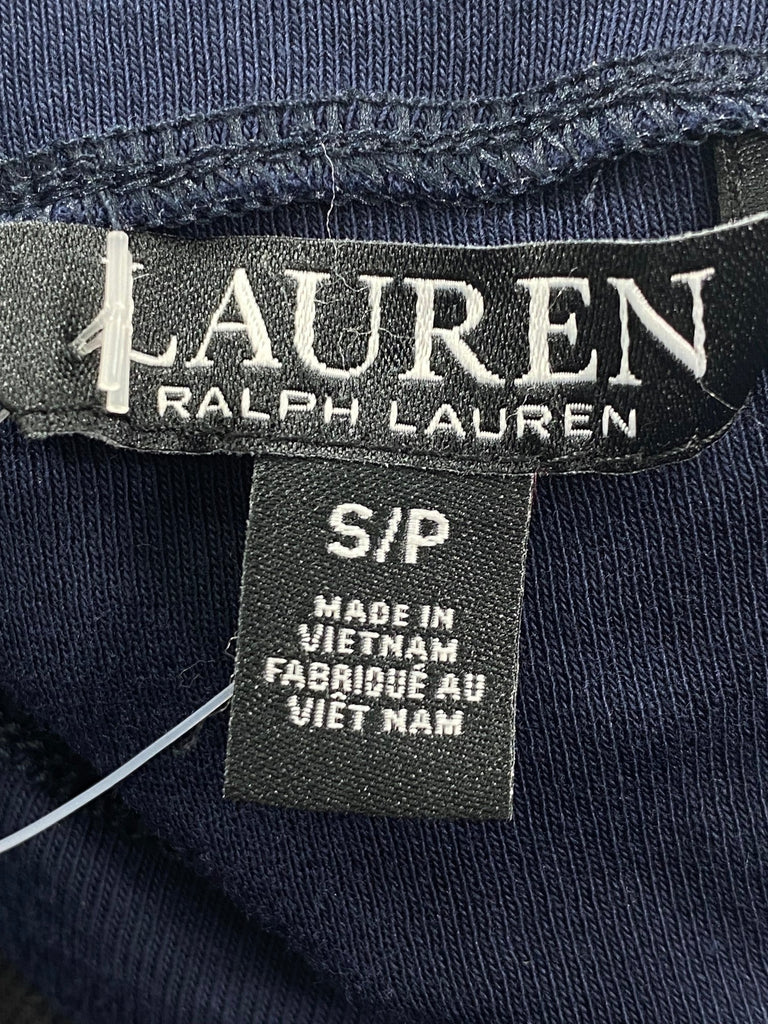 LAUREN
RALPH LAUREN
S/P
MADE IN
VIETNAM
FABRIQUÉ AU
VIÊT NAM